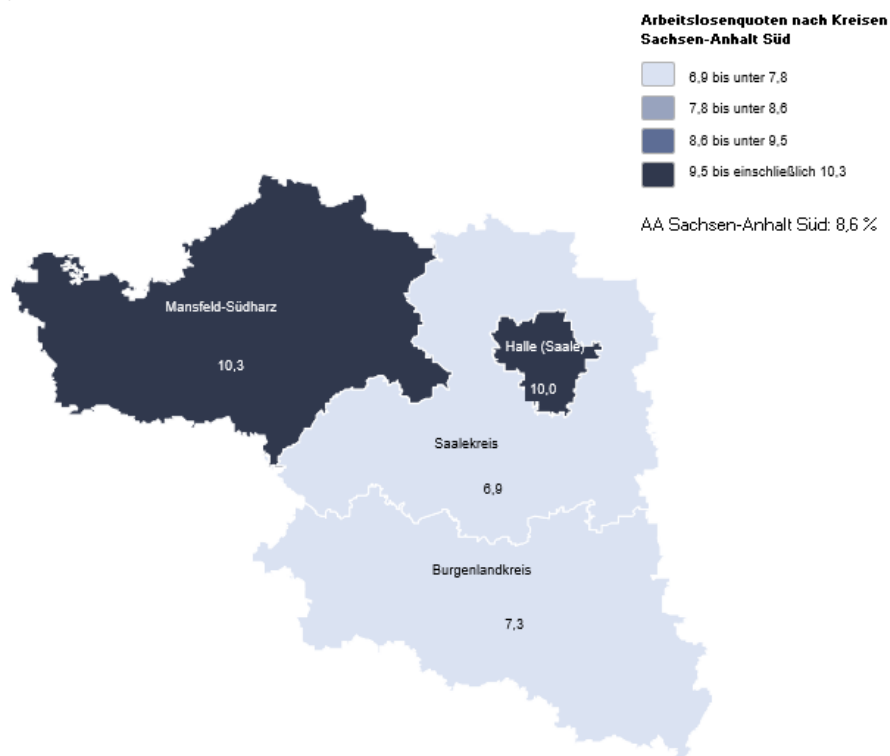 Arbeitslosenquoten nach Kreisen
Sachsen-Anhalt Süd
6,9 bis unter 7,8
7,8 bis unter 8,6
8,6 bis unter 9,5
9,5 bis einschließlich 10,3
AA Sachsen-Anhalt Süd: 8,6 %
Mansfeld-Südharz
10,3
Halle (Saale)
10,0
Saalekreis
6,9
Burgenlandkreis
7,3